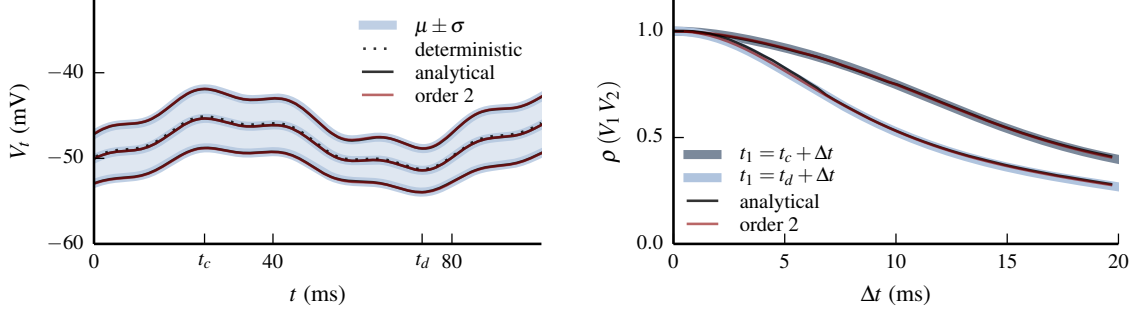 μ ± σ
deterministic
analytical
order 2
−40
−50
−60
V_t (mV)
0 t_c 40 t_d 80
t (ms)
1.0
0.5
0.0
ρ (V_1 V_2)
t_1 = t_c + Δt
t_1 = t_d + Δt
analytical
order 2
0 5 10 15 20
Δt (ms)